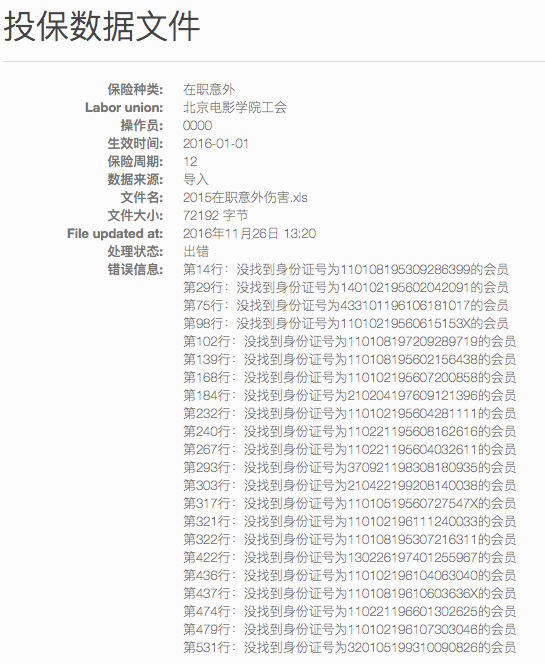 投保数据文件
保险种类: 在职意外
Labor union: 北京电影学院工会
操作员: 0000
生效时间: 2016-01-01
保险周期: 12
数据来源: 导入
文件名: 2015在职意外伤害.xls
文件大小: 72192 字节
File updated at: 2016年11月26日 13:20
处理状态: 出错
错误信息: 第14行：没找到身份证号为110108195309286399的会员
第29行：没找到身份证号为140102195602042091的会员
第75行：没找到身份证号为433101196106181017的会员
第98行：没找到身份证号为11010219560615153X的会员
第102行：没找到身份证号为110108197209289719的会员
第139行：没找到身份证号为110108195602156438的会员
第168行：没找到身份证号为110102195607200858的会员
第184行：没找到身份证号为210204197609121396的会员
第232行：没找到身份证号为110102195604281111的会员
第240行：没找到身份证号为110221195608162616的会员
第267行：没找到身份证号为110221195604032611的会员
第293行：没找到身份证号为370921198308180935的会员
第303行：没找到身份证号为210422199208140038的会员
第317行：没找到身份证号为11010519560727547X的会员
第321行：没找到身份证号为110102196111240033的会员
第322行：没找到身份证号为110108195307216311的会员
第422行：没找到身份证号为130226197401255967的会员
第436行：没找到身份证号为110102196104063040的会员
第437行：没找到身份证号为11010819610603636X的会员
第474行：没找到身份证号为110221196601302625的会员
第479行：没找到身份证号为110102196107303046的会员
第531行：没找到身份证号为320105199310090826的会员